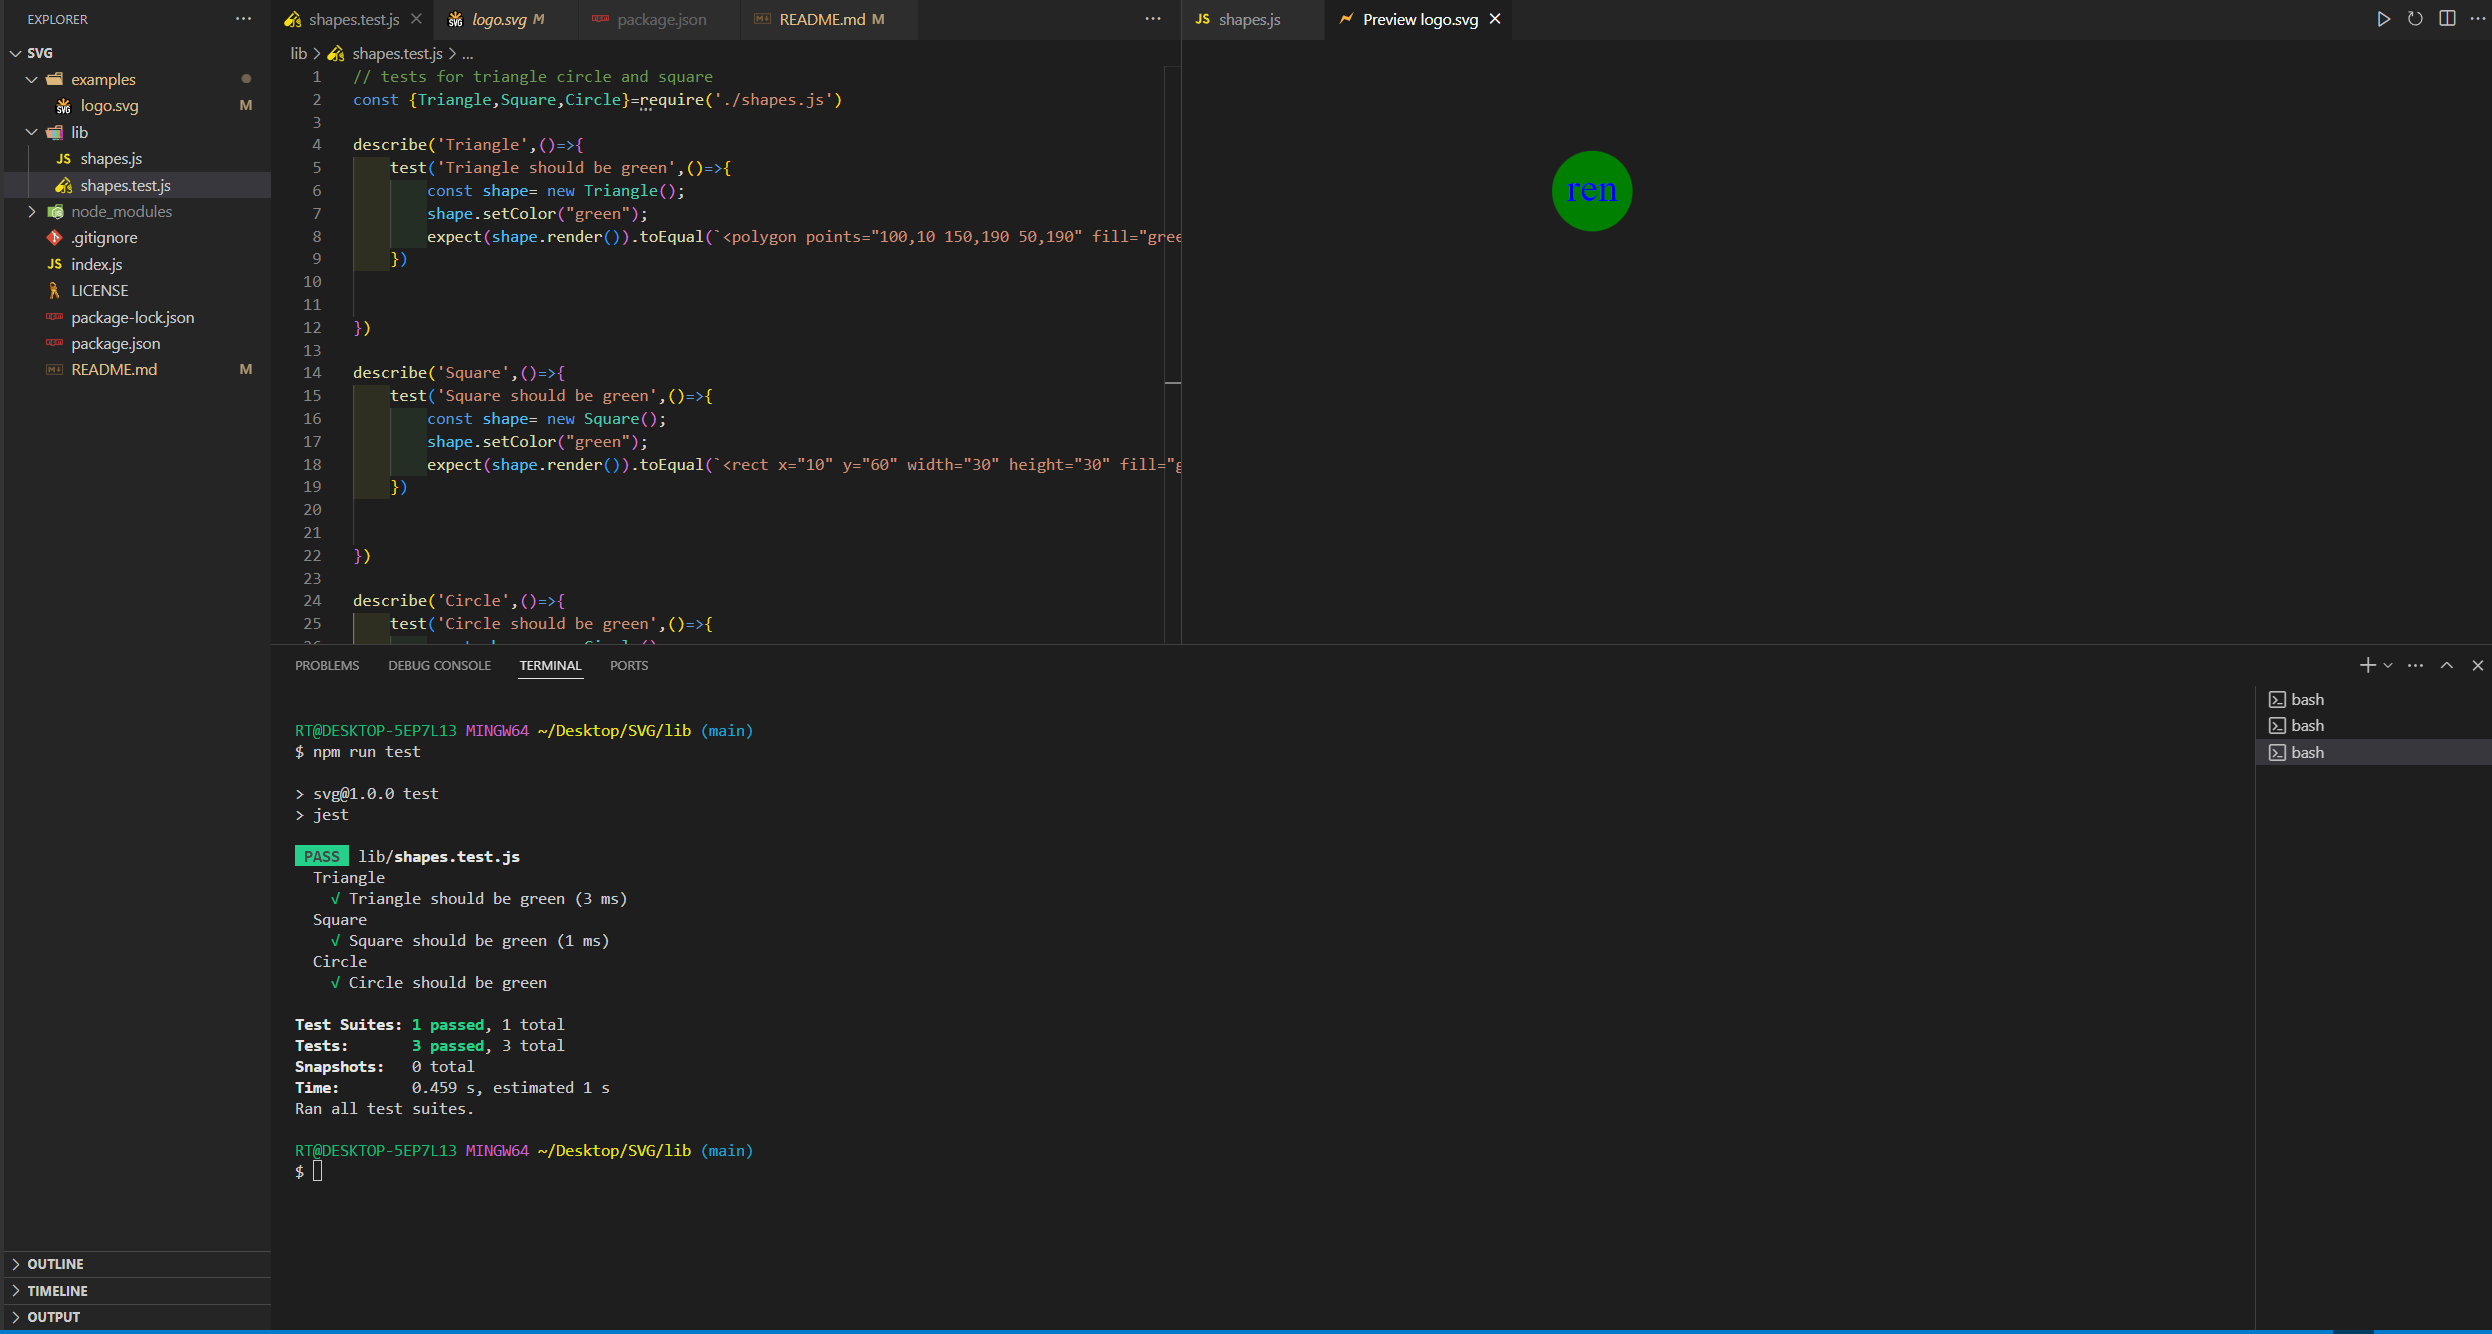 EXPLORER
SVG
examples
logo.svg M
lib
JS shapes.js
shapes.test.js
node_modules
.gitignore
JS index.js
LICENSE
package-lock.json
package.json
README.md M
OUTLINE
TIMELINE
OUTPUT
shapes.test.js
logo.svg M
package.json
README.md M
lib > shapes.test.js > ...
1 // tests for triangle circle and square
2 const {Triangle,Square,Circle}=require('./shapes.js')
3
4 describe('Triangle',()=>{
5 test('Triangle should be green',()=>{
6 const shape= new Triangle();
7 shape.setColor("green");
8 expect(shape.render()).toEqual(`<polygon points="100,10 150,190 50,190" fill="gree
9 })
10
11
12 })
13
14 describe('Square',()=>{
15 test('Square should be green',()=>{
16 const shape= new Square();
17 shape.setColor("green");
18 expect(shape.render()).toEqual(`<rect x="10" y="60" width="30" height="30" fill="g
19 })
20
21
22 })
23
24 describe('Circle',()=>{
25 test('Circle should be green',()=>{
JS shapes.js
Preview logo.svg
ren
PROBLEMS
DEBUG CONSOLE
TERMINAL
PORTS
RT@DESKTOP-5EP7L13 MINGW64 ~/Desktop/SVG/lib (main)
$ npm run test
> svg@1.0.0 test
> jest
PASS lib/shapes.test.js
Triangle
√ Triangle should be green (3 ms)
Square
√ Square should be green (1 ms)
Circle
√ Circle should be green
Test Suites: 1 passed, 1 total
Tests: 3 passed, 3 total
Snapshots: 0 total
Time: 0.459 s, estimated 1 s
Ran all test suites.
RT@DESKTOP-5EP7L13 MINGW64 ~/Desktop/SVG/lib (main)
$
bash
bash
bash